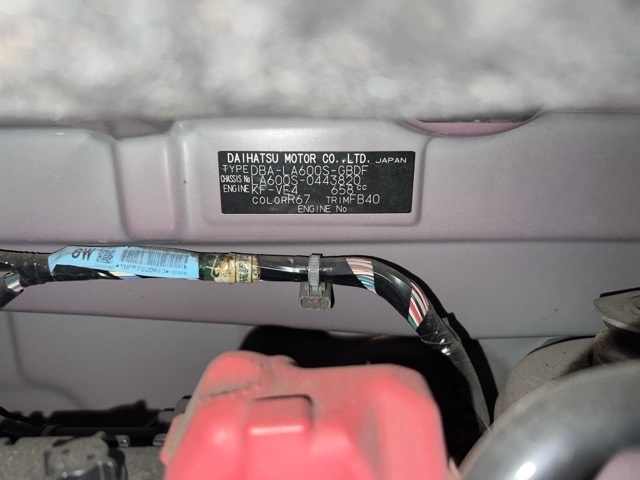 DAIHATSU MOTOR CO.,LTD. JAPAN
TYPE DBA-LA600S-GBDF
CHASSIS No LA600S-0443820
ENGINE KF-VE4 658cc
COLOR R67 TRIM FB40
ENGINE No
6W